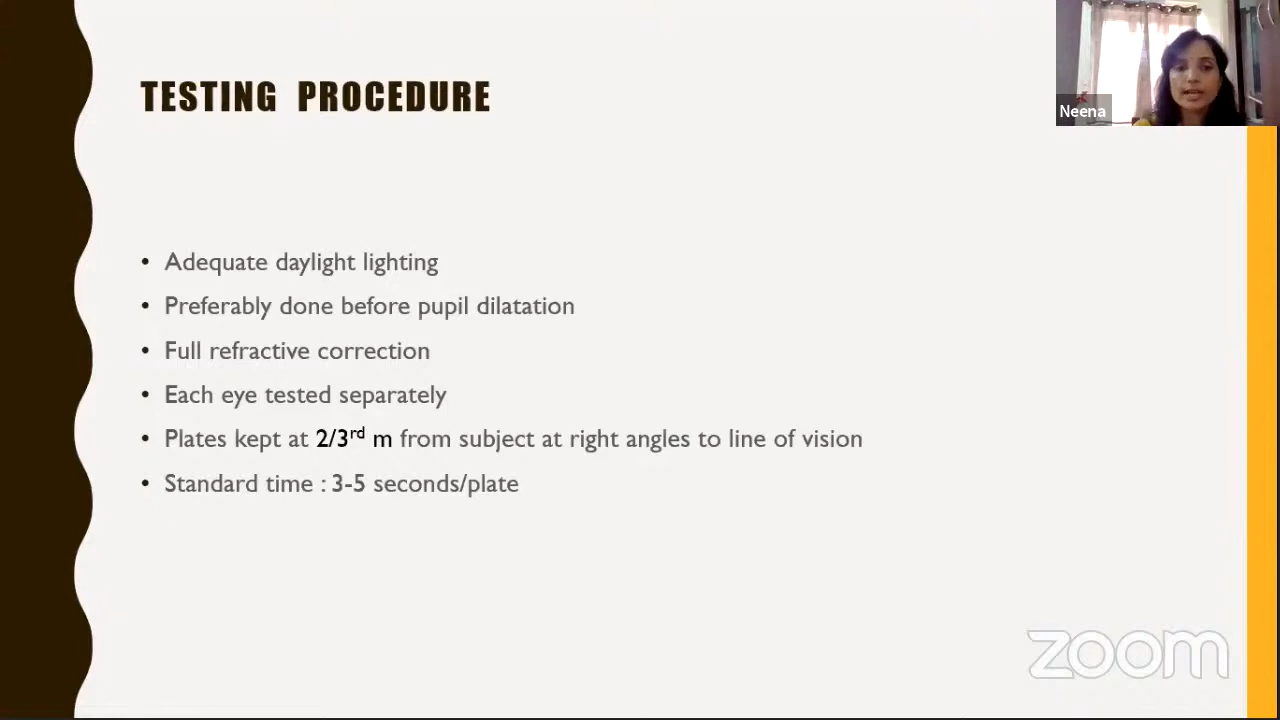 TESTING PROCEDURE
Neena
• Adequate daylight lighting
• Preferably done before pupil dilatation
• Full refractive correction
• Each eye tested separately
• Plates kept at 2/3rd m from subject at right angles to line of vision
• Standard time : 3-5 seconds/plate
zoom